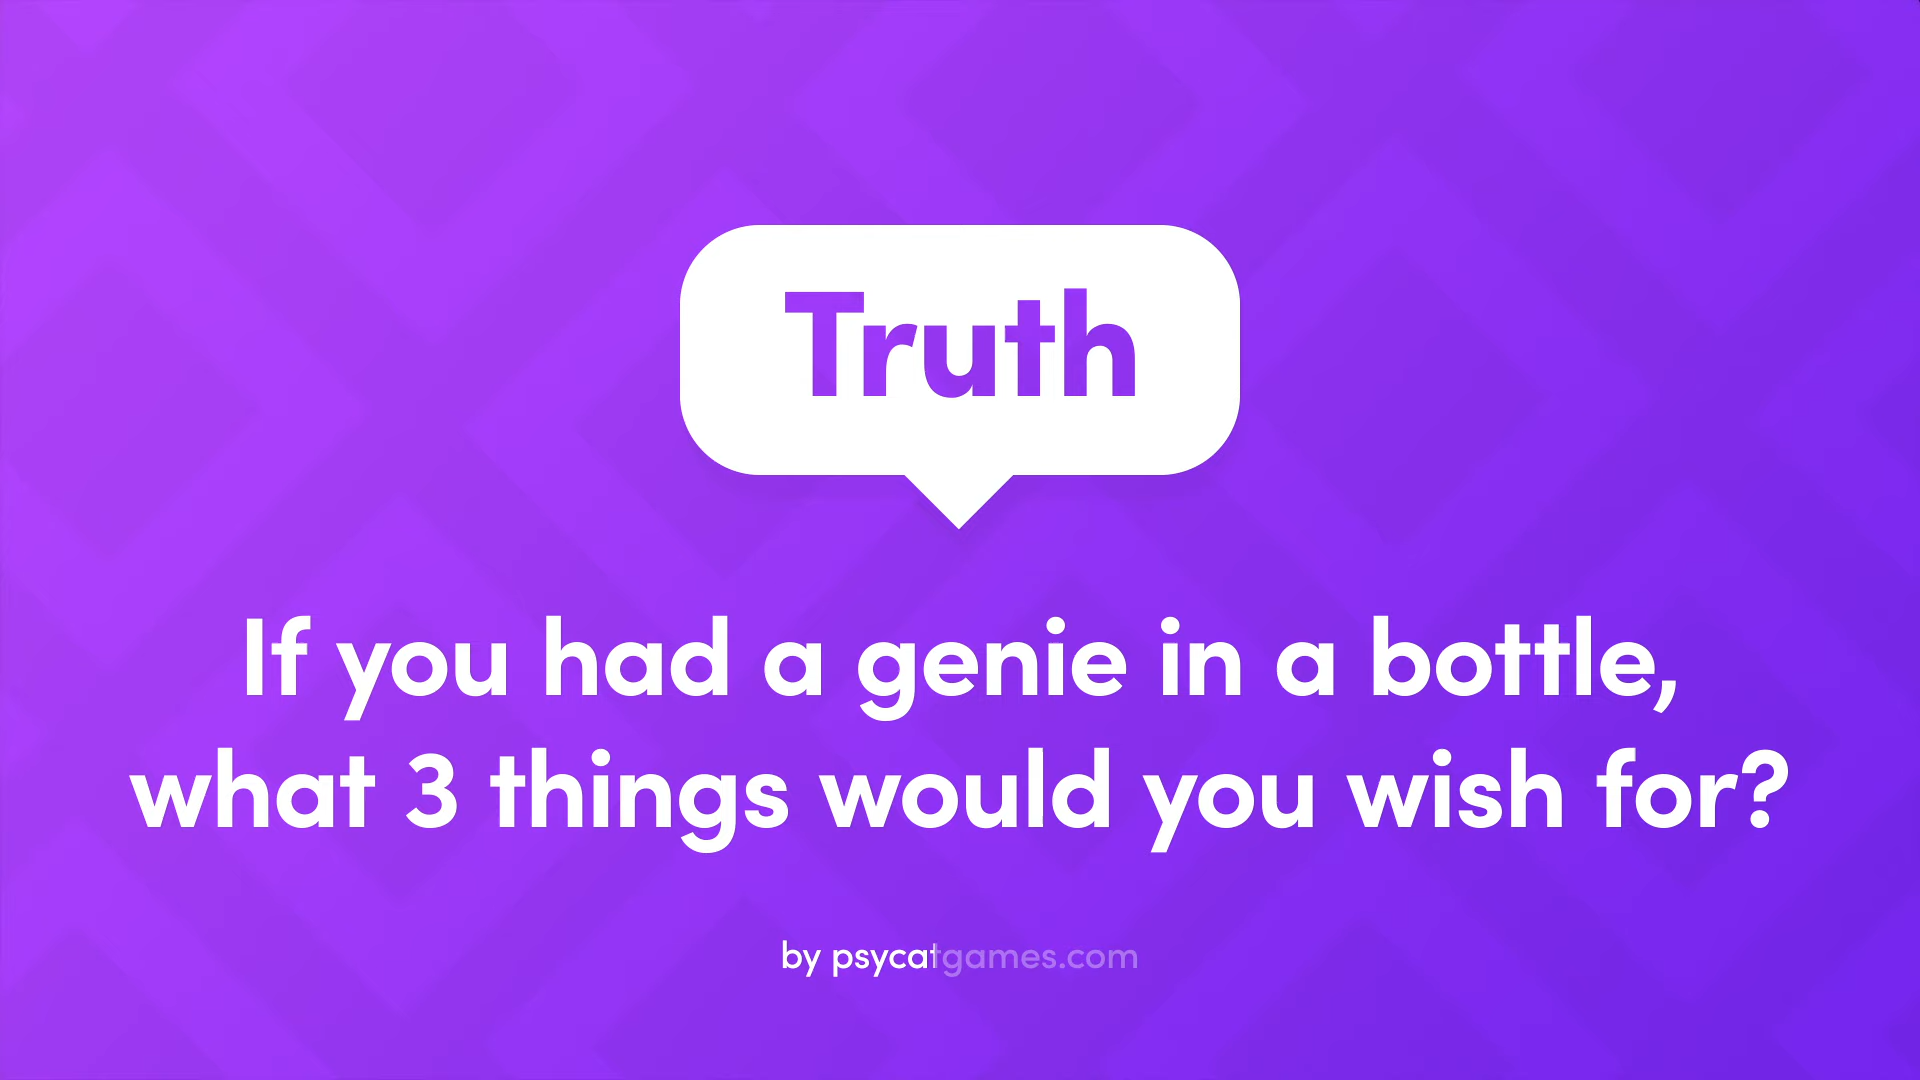 Truth
If you had a genie in a bottle,
what 3 things would you wish for?
by psycatgames.com